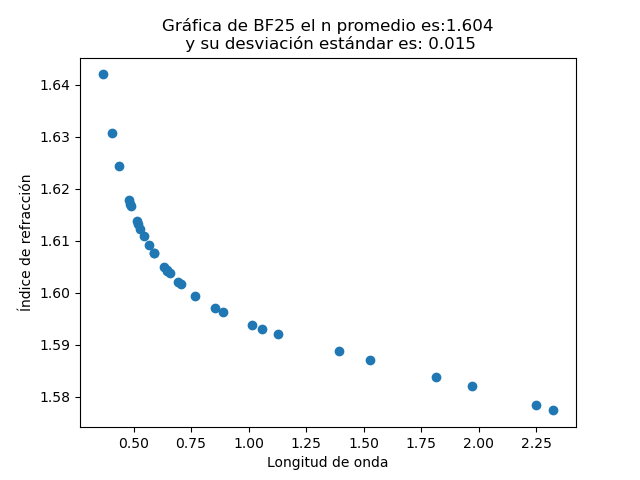 Gráfica de BF25 el n promedio es:1.604
y su desviación estándar es: 0.015
1.64
1.63
1.62
1.61
1.60
1.59
1.58
Índice de refracción
0.50 0.75 1.00 1.25 1.50 1.75 2.00 2.25
Longitud de onda